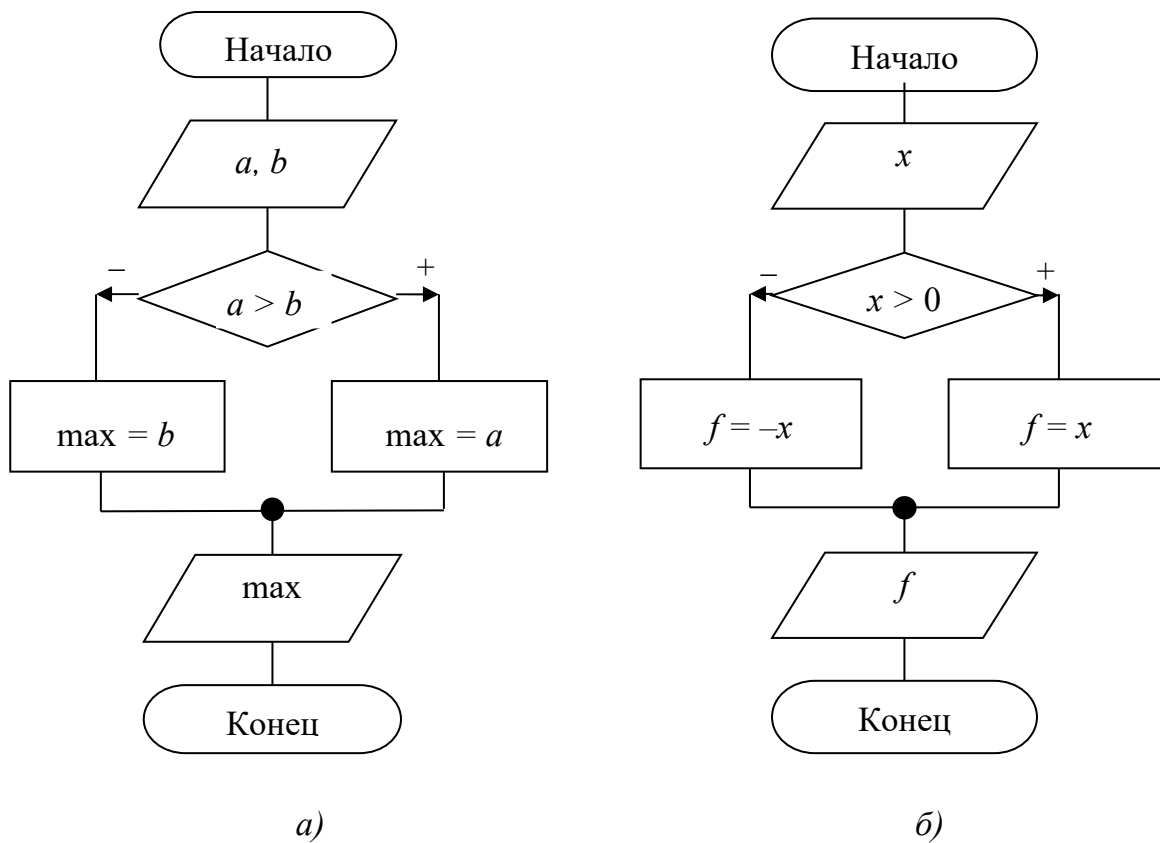 Начало
a, b
–
+
a > b
max = b
max = a
max
Конец
а)
Начало
x
–
+
x > 0
f = –x
f = x
f
Конец
б)